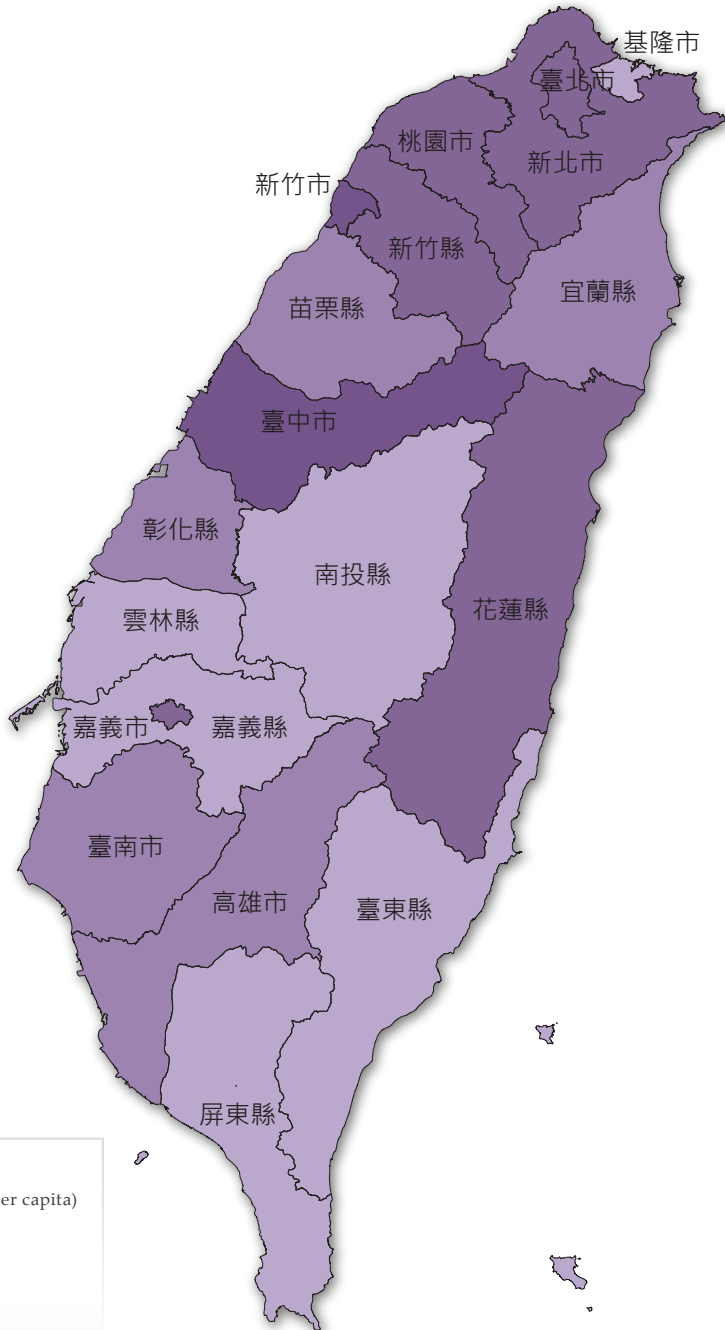 基隆市
臺北市
桃園市
新北市
新竹市
新竹縣
宜蘭縣
苗栗縣
臺中市
彰化縣
南投縣
花蓮縣
雲林縣
嘉義市
嘉義縣
臺南市
高雄市
臺東縣
屏東縣
er capita)